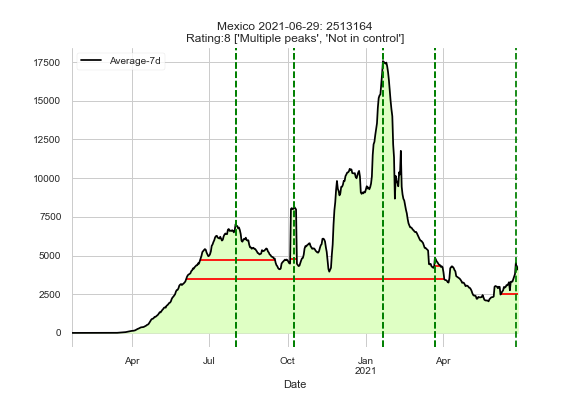 Mexico 2021-06-29: 2513164
Rating:8 ['Multiple peaks', 'Not in control']
Average-7d
17500
15000
12500
10000
7500
5000
2500
0
Apr Jul Oct Jan Apr
2021
Date